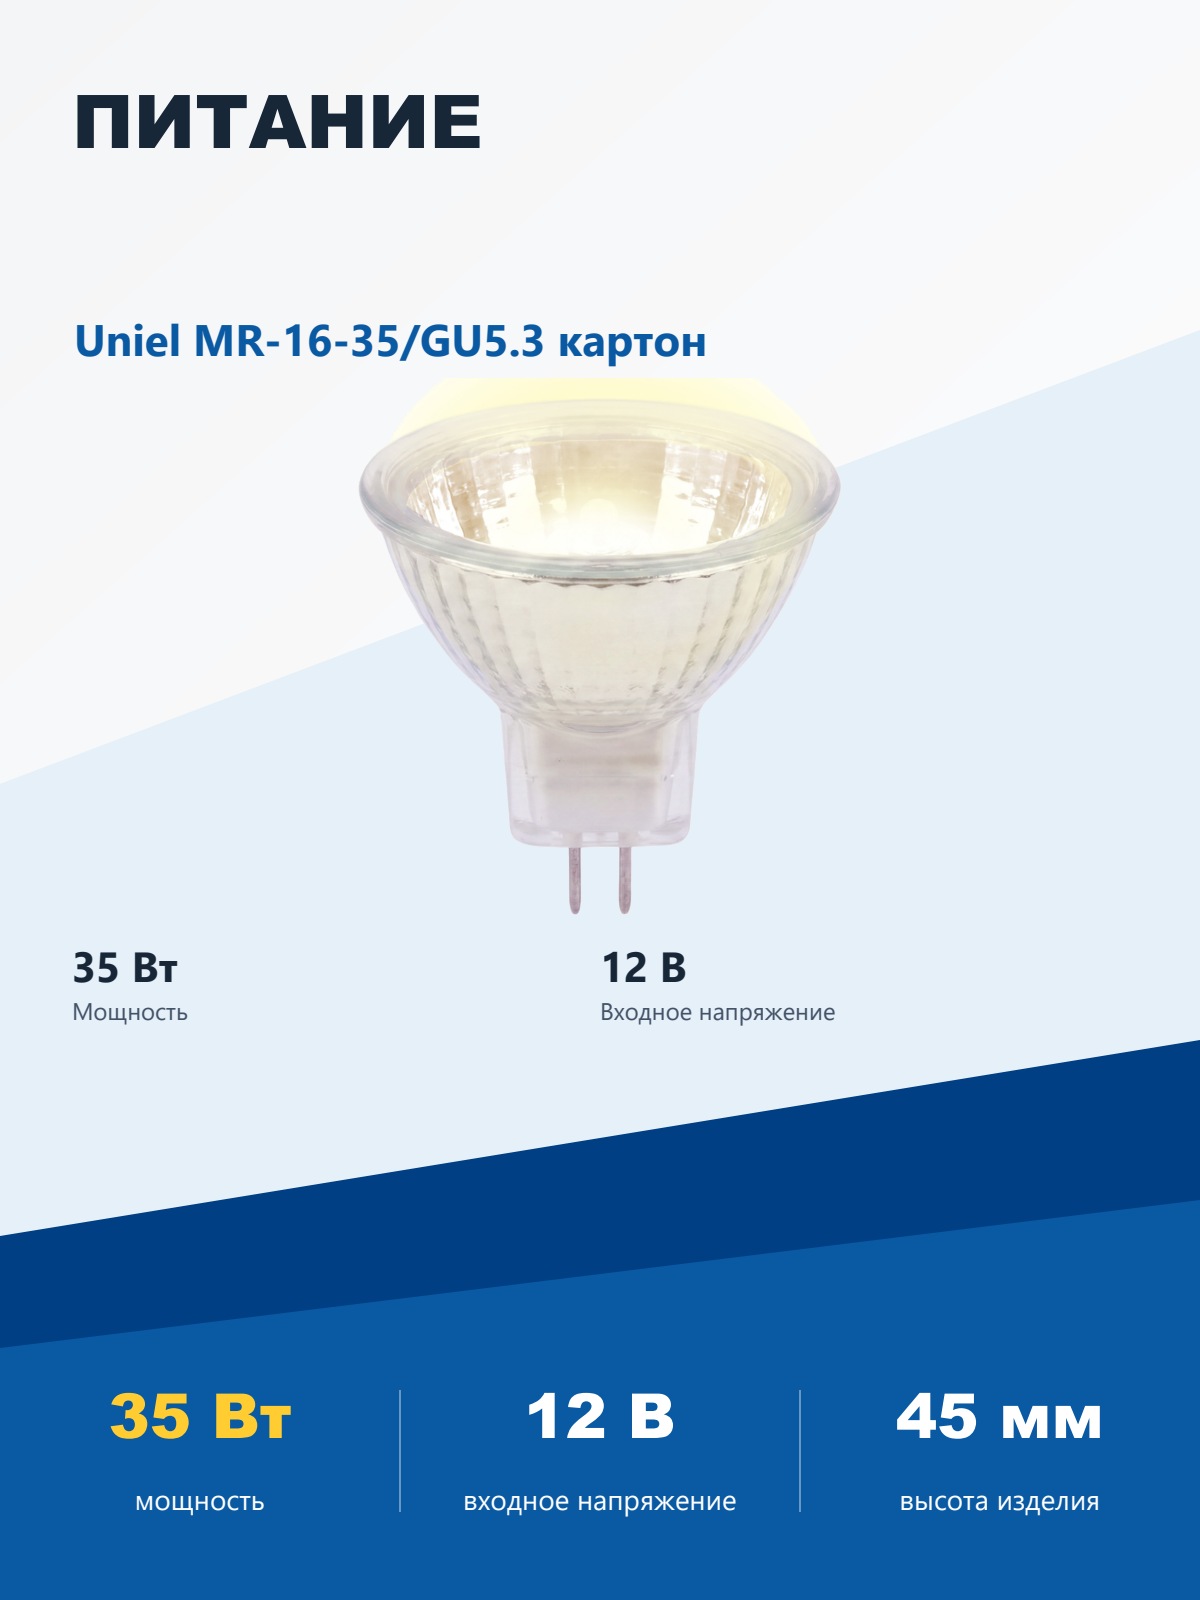 ПИТАНИЕ
Uniel MR-16-35/GU5.3 картон
35 Вт
Мощность
12 В
Входное напряжение
35 Вт
мощность
12 В
входное напряжение
45 мм
высота изделия